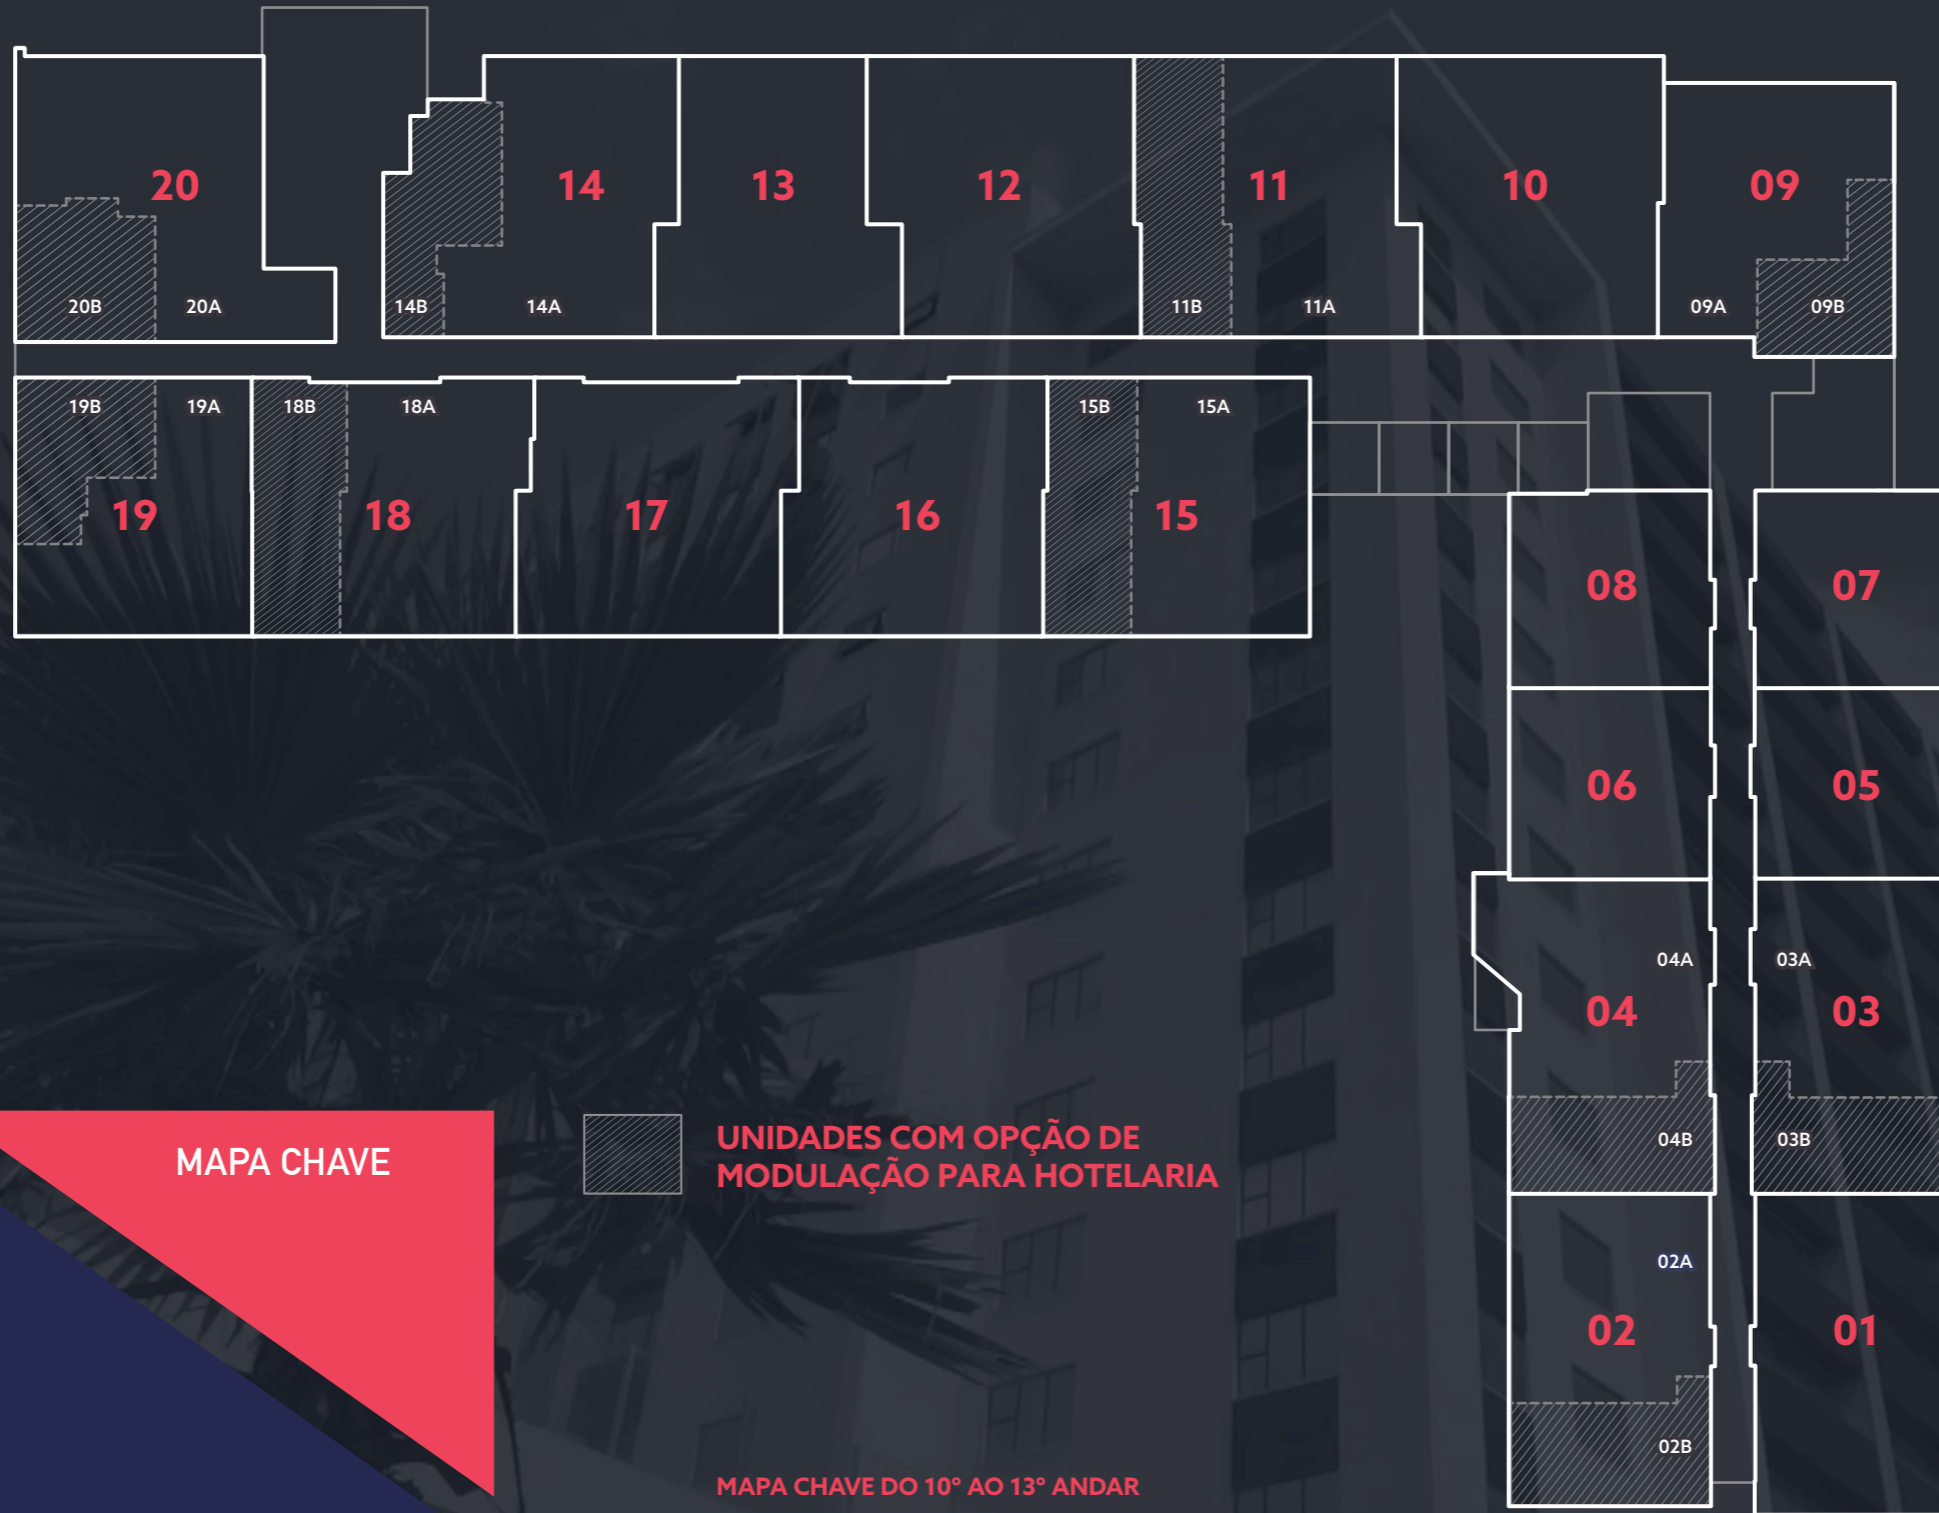 20
14
13
12
11
10
09
20B
20A
14B
14A
11B
11A
09A
09B
19B
19A
18B
18A
15B
15A
19
18
17
16
15
08
07
06
05
04A
03A
04
03
04B
03B
02A
02
01
02B
MAPA CHAVE
UNIDADES COM OPÇÃO DE
MODULAÇÃO PARA HOTELARIA
MAPA CHAVE DO 10° AO 13° ANDAR